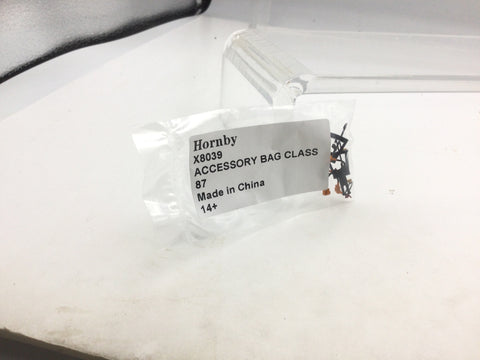 Hornby
X8039
ACCESSORY BAG CLASS
87
Made in China
14+